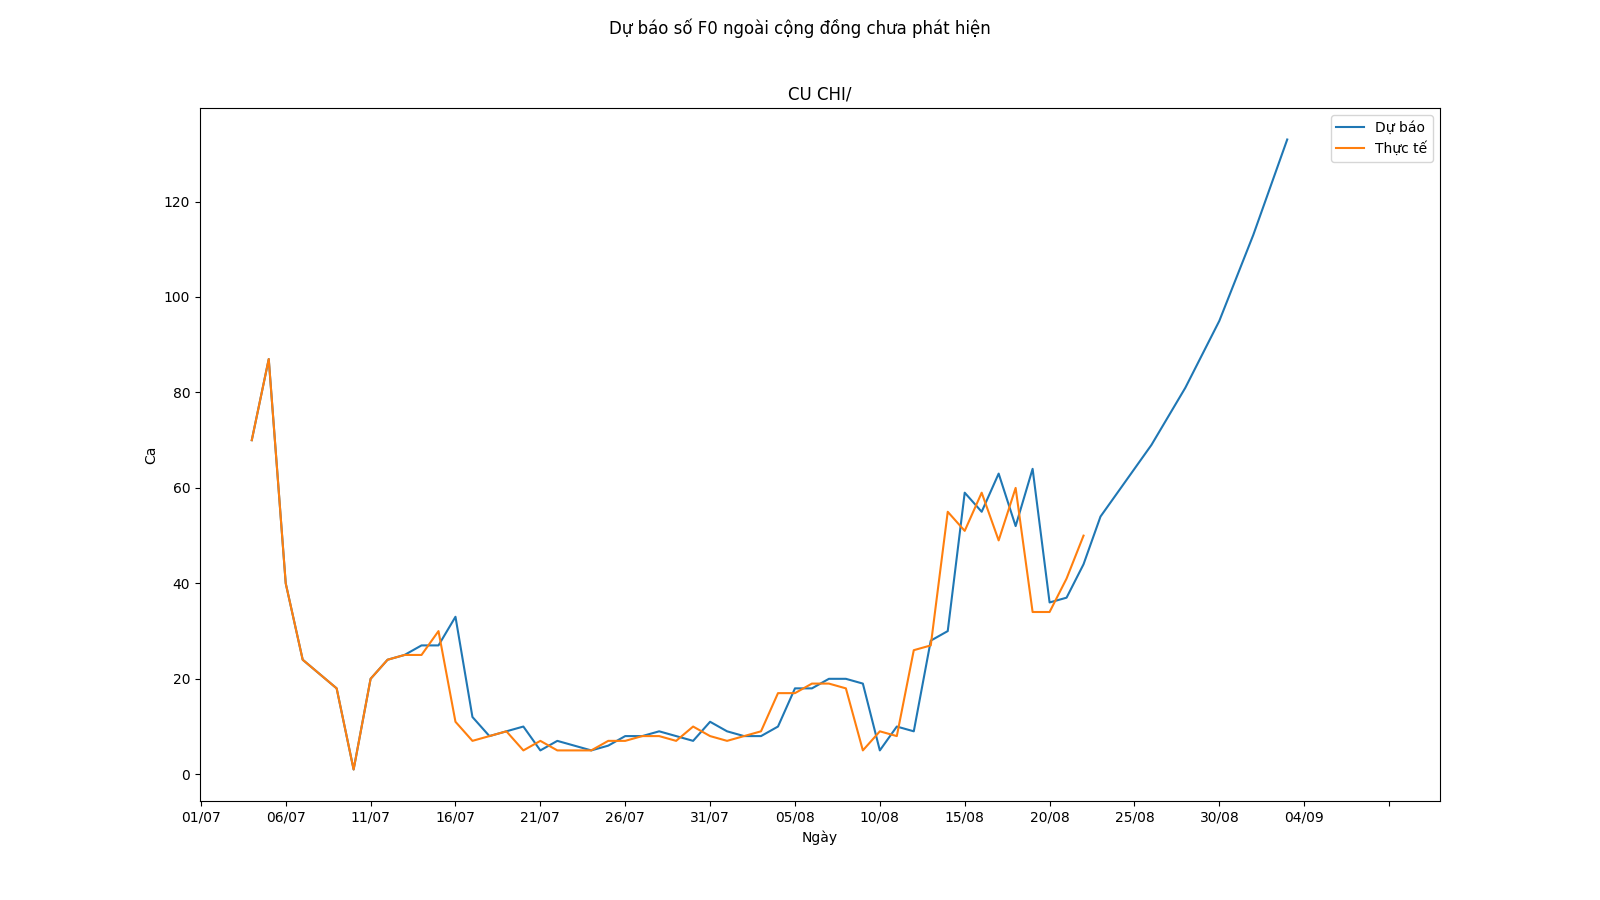 Dự báo số F0 ngoài cộng đồng chưa phát hiện
CU CHI/
Dự báo
Thực tế
120
100
80
60
40
20
0
Ca
01/07 06/07 11/07 16/07 21/07 26/07 31/07 05/08 10/08 15/08 20/08 25/08 30/08 04/09
Ngày